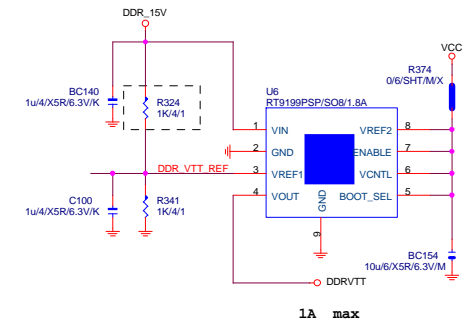 DDR_15V
VCC
R374
0/6/SHT/M/X
BC140
1u/4/X5R/6.3V/K
R324
1K/4/1
U6
RT9199PSP/SO8/1.8A
1 VIN VREF2 8
2 GND ENABLE 7
DDR_VTT_REF 3 VREF1 VCNTL 6
4 VOUT BOOT_SEL 5
GND
9
C100
1u/4/X5R/6.3V/K
R341
1K/4/1
BC154
10u/6/X5R/6.3V/M
DDRVTT
1A max